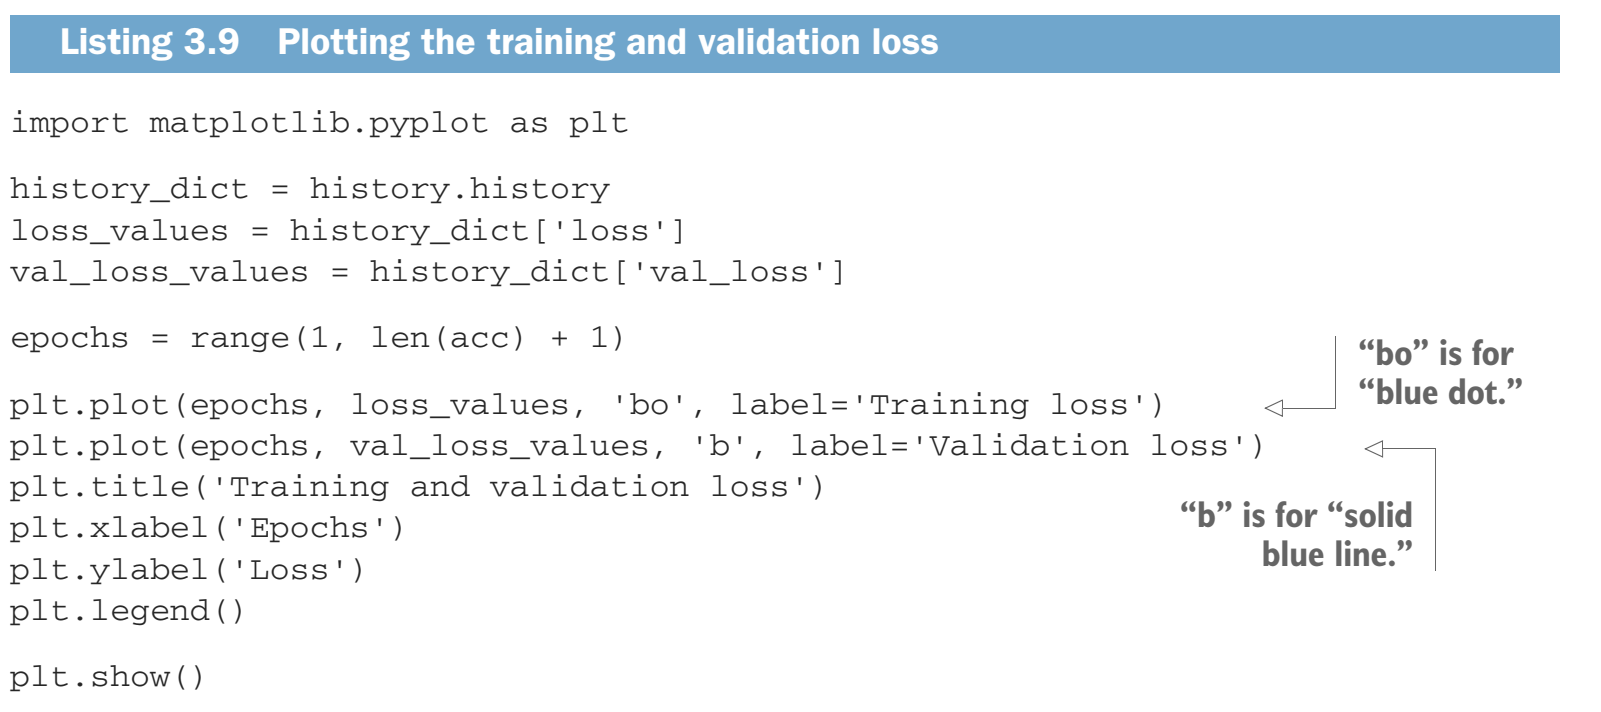 Listing 3.9 Plotting the training and validation loss
import matplotlib.pyplot as plt
history_dict = history.history
loss_values = history_dict['loss']
val_loss_values = history_dict['val_loss']
epochs = range(1, len(acc) + 1)
“bo” is for
“blue dot.”
plt.plot(epochs, loss_values, 'bo', label='Training loss')
plt.plot(epochs, val_loss_values, 'b', label='Validation loss')
plt.title('Training and validation loss')
“b” is for “solid
blue line.”
plt.xlabel('Epochs')
plt.ylabel('Loss')
plt.legend()
plt.show()